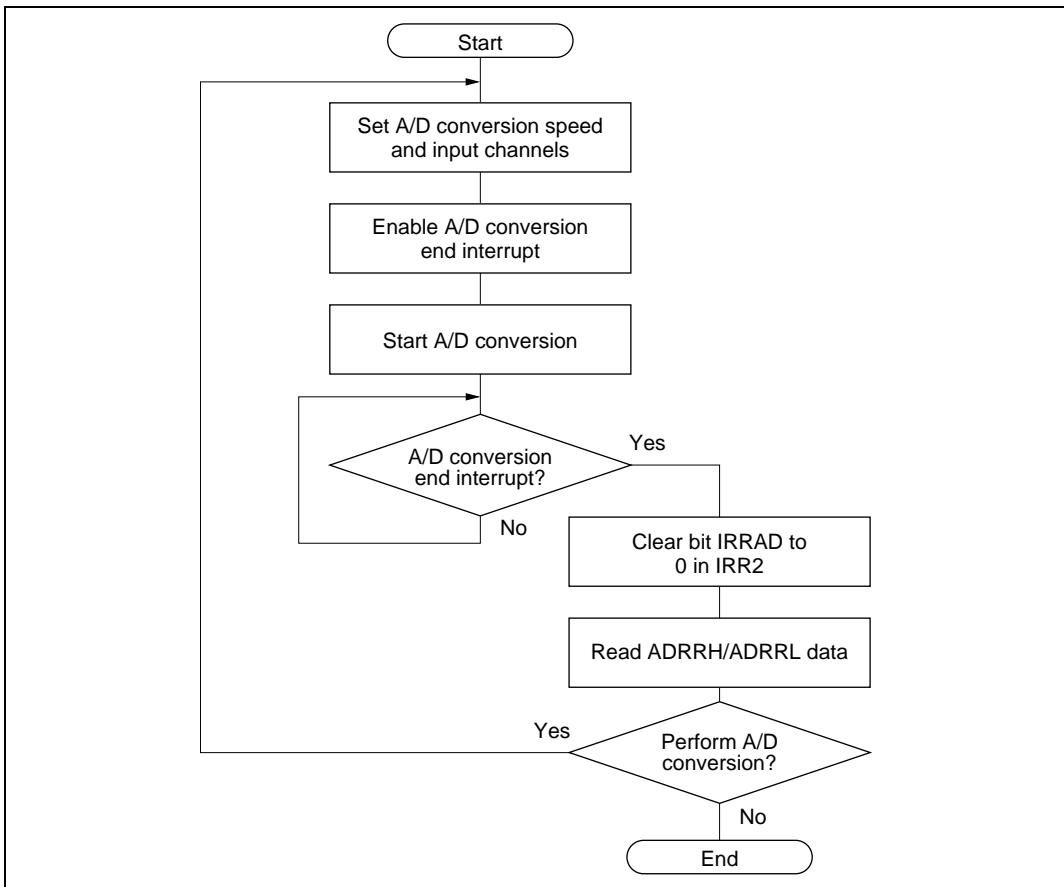 Start
Set A/D conversion speed
and input channels
Enable A/D conversion
end interrupt
Start A/D conversion
A/D conversion
end interrupt?
Yes
No
Clear bit IRRAD to
0 in IRR2
Read ADRRH/ADRRL data
Perform A/D
conversion?
Yes
No
End